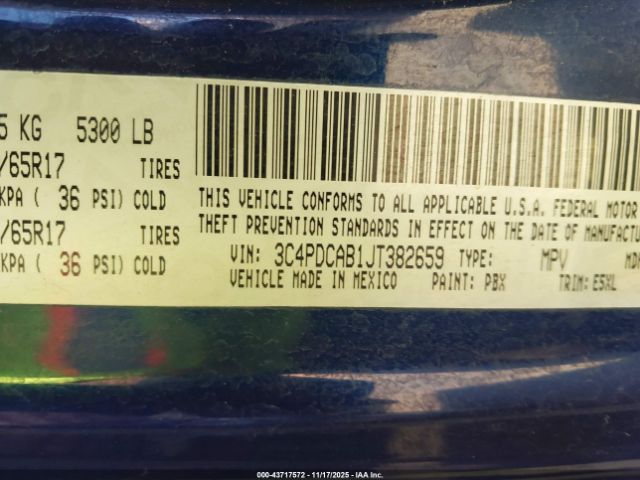 5 KG 5300 LB
/65R17 TIRES
KPA ( 36 PSI) COLD
/65R17 TIRES
KPA ( 36 PSI) COLD
THIS VEHICLE CONFORMS TO ALL APPLICABLE U.S.A. FEDERAL MOTOR
THEFT PREVENTION STANDARDS IN EFFECT ON THE DATE OF MANUFACTU
VIN: 3C4PDCAB1JT382659 TYPE: MPV MDH
VEHICLE MADE IN MEXICO PAINT: PBX TRIM: E5XL
000-43717572 - 11/17/2025 - IAA Inc.